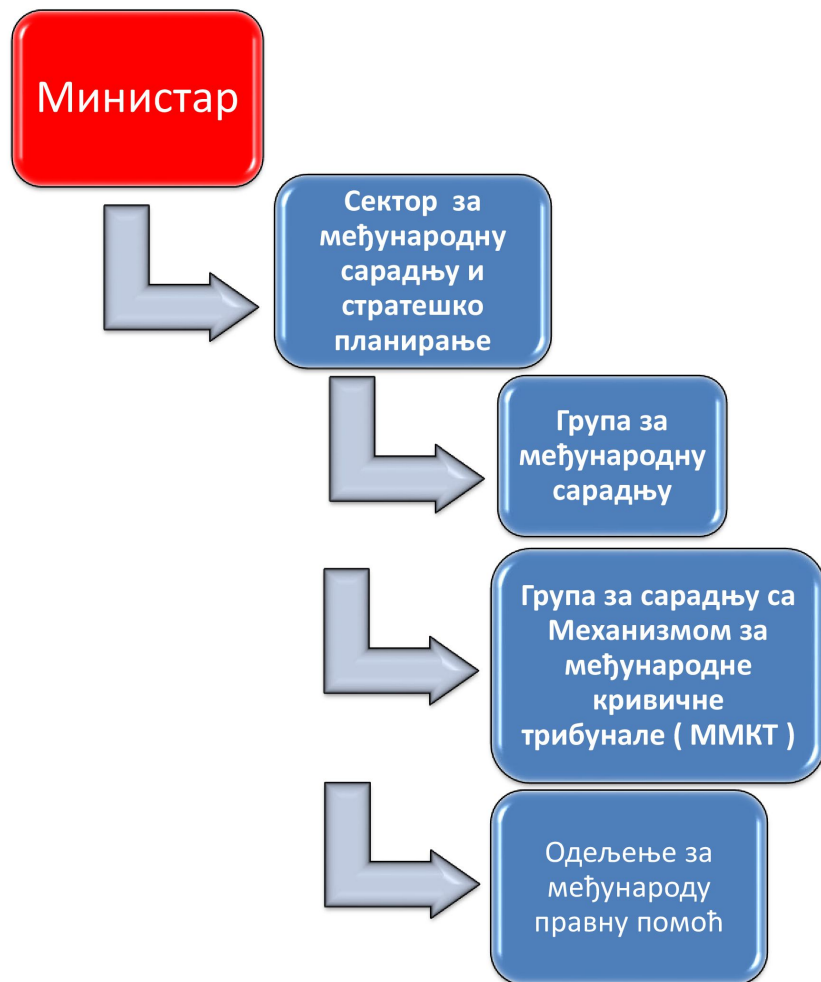 Министар
Сектор за
међународну
сарадњу и
стратешко
планирање
Група за
међународну
сарадњу
Група за сарадњу са
Механизмом за
међународне
кривичне
трибунале ( ММКТ )
Одељење за
међународу
правну помоћ